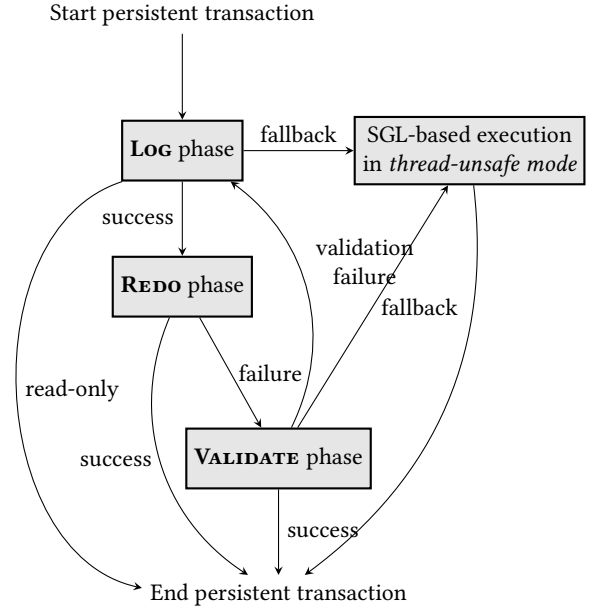 Start persistent transaction
LOG phase
fallback
SGL-based execution
in thread-unsafe mode
success
REDO phase
validation
failure
fallback
failure
read-only
success
VALIDATE phase
success
End persistent transaction